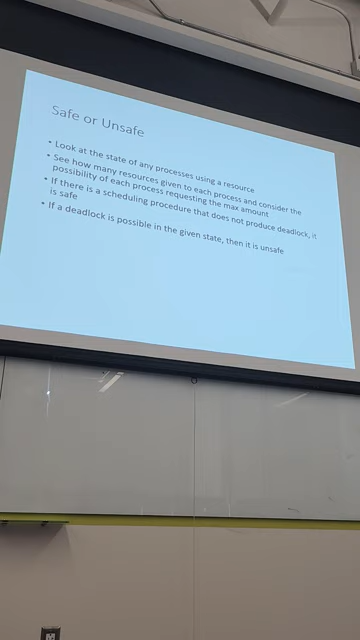 Safe or Unsafe
• Look at the state of any processes using a resource
• See how many resources given to each process and consider the
possibility of each process requesting the max amount
• If there is a scheduling procedure that does not produce deadlock, it
is safe
• If a deadlock is possible in the given state, then it is unsafe